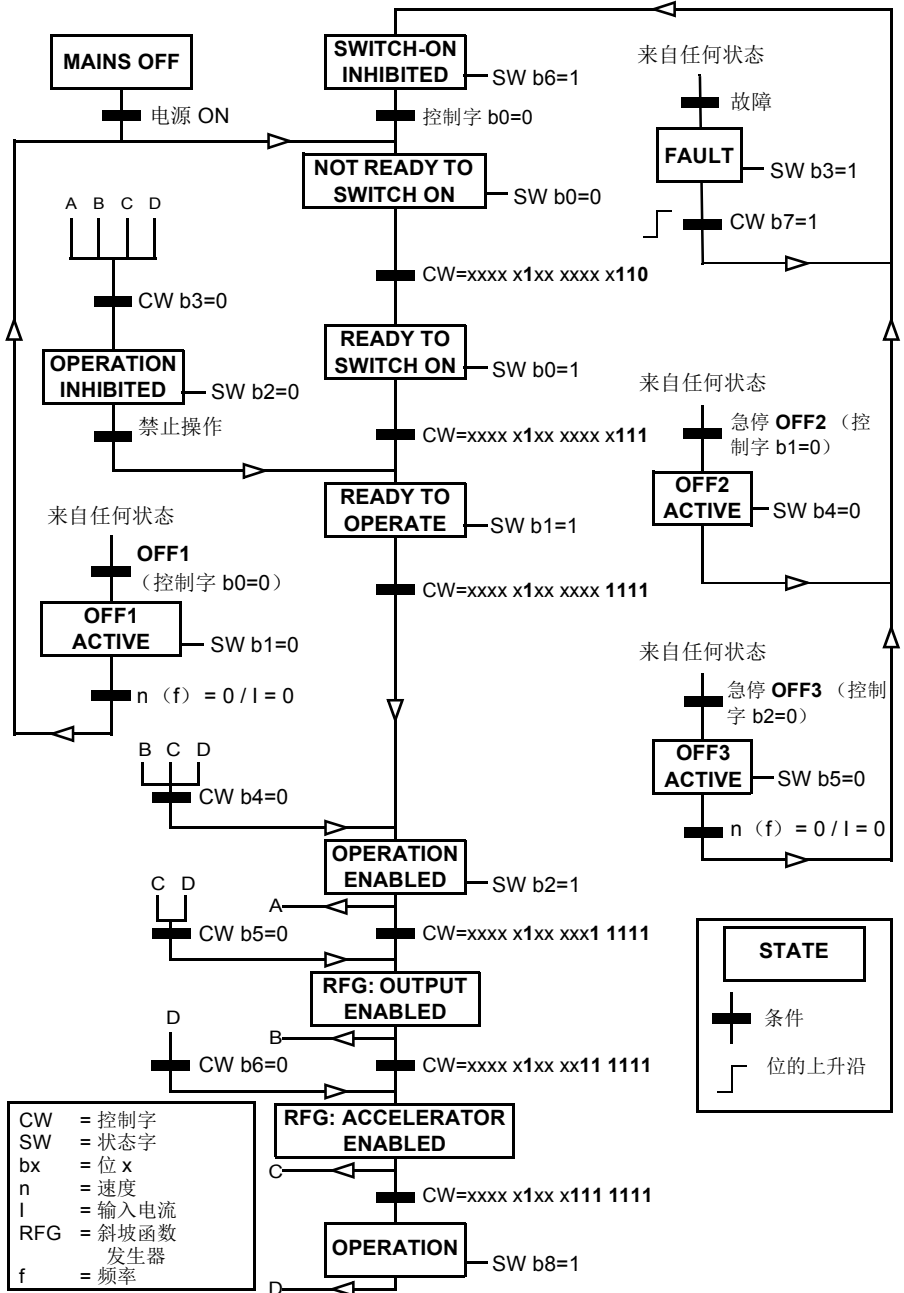 MAINS OFF
电源 ON
SWITCH-ON
INHIBITED
SW b6=1
控制字 b0=0
来自任何状态
故障
FAULT
SW b3=1
CW b7=1
NOT READY TO
SWITCH ON
SW b0=0
A B C D
CW b3=0
CW=xxxx x1xx xxxx x110
OPERATION
INHIBITED
SW b2=0
禁止操作
READY TO
SWITCH ON
SW b0=1
CW=xxxx x1xx xxxx x111
来自任何状态
急停 OFF2 （控
制字 b1=0）
OFF2
ACTIVE
SW b4=0
READY TO
OPERATE
SW b1=1
来自任何状态
OFF1
（控制字 b0=0）
OFF1
ACTIVE
SW b1=0
n （f） = 0 / I = 0
CW=xxxx x1xx xxxx 1111
来自任何状态
急停 OFF3 （控制
字 b2=0）
OFF3
ACTIVE
SW b5=0
n （f） = 0 / I = 0
B C D
CW b4=0
OPERATION
ENABLED
SW b2=1
A
C D
CW b5=0
CW=xxxx x1xx xxx1 1111
RFG: OUTPUT
ENABLED
B
D
CW b6=0
CW=xxxx x1xx xx11 1111
RFG: ACCELERATOR
ENABLED
C
CW=xxxx x1xx x111 1111
OPERATION
SW b8=1
D
STATE
条件
位的上升沿
CW = 控制字
SW = 状态字
bx = 位 x
n = 速度
I = 输入电流
RFG = 斜坡函数
发生器
f = 频率